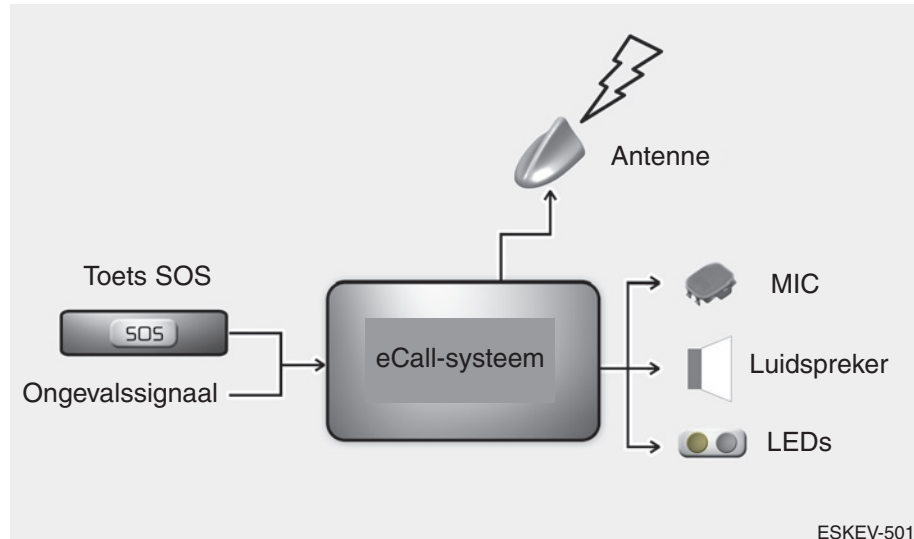 Antenne
Toets SOS
SOS
Ongevalssignaal
eCall-systeem
MIC
Luidspreker
LEDs
ESKEV-501